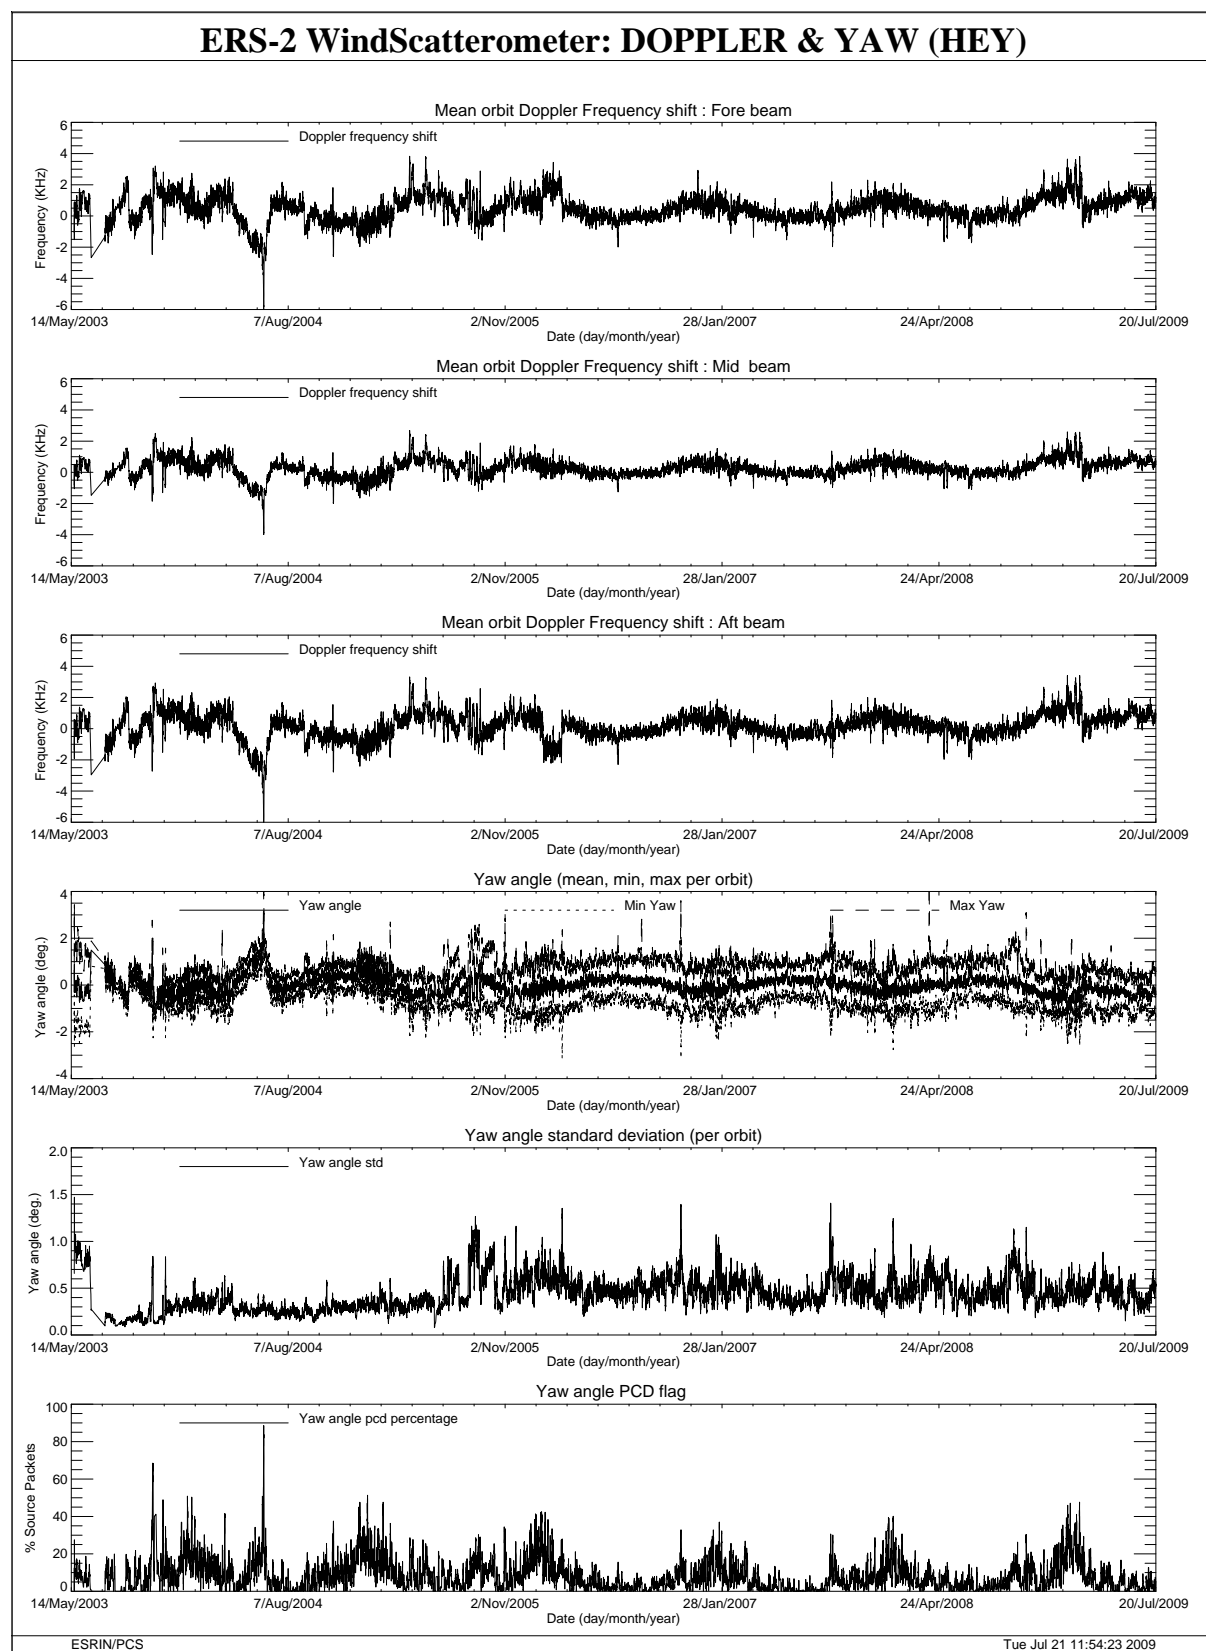 ERS-2 WindScatterometer: DOPPLER & YAW (HEY)
Mean orbit Doppler Frequency shift : Fore beam
Doppler frequency shift
Frequency (KHz)
6
4
2
0
-2
-4
-6
14/May/2003 7/Aug/2004 2/Nov/2005 28/Jan/2007 24/Apr/2008 20/Jul/2009
Date (day/month/year)
Mean orbit Doppler Frequency shift : Mid beam
Doppler frequency shift
Frequency (KHz)
6
4
2
0
-2
-4
-6
14/May/2003 7/Aug/2004 2/Nov/2005 28/Jan/2007 24/Apr/2008 20/Jul/2009
Date (day/month/year)
Mean orbit Doppler Frequency shift : Aft beam
Doppler frequency shift
Frequency (KHz)
6
4
2
0
-2
-4
-6
14/May/2003 7/Aug/2004 2/Nov/2005 28/Jan/2007 24/Apr/2008 20/Jul/2009
Date (day/month/year)
Yaw angle (mean, min, max per orbit)
Yaw angle Min Yaw Max Yaw
Yaw angle (deg.)
4
2
0
-2
-4
14/May/2003 7/Aug/2004 2/Nov/2005 28/Jan/2007 24/Apr/2008 20/Jul/2009
Date (day/month/year)
Yaw angle standard deviation (per orbit)
Yaw angle std
Yaw angle (deg.)
2.0
1.5
1.0
0.5
0.0
14/May/2003 7/Aug/2004 2/Nov/2005 28/Jan/2007 24/Apr/2008 20/Jul/2009
Date (day/month/year)
Yaw angle PCD flag
Yaw angle pcd percentage
% Source Packets
100
80
60
40
20
0
14/May/2003 7/Aug/2004 2/Nov/2005 28/Jan/2007 24/Apr/2008 20/Jul/2009
Date (day/month/year)
ESRIN/PCS Tue Jul 21 11:54:23 2009